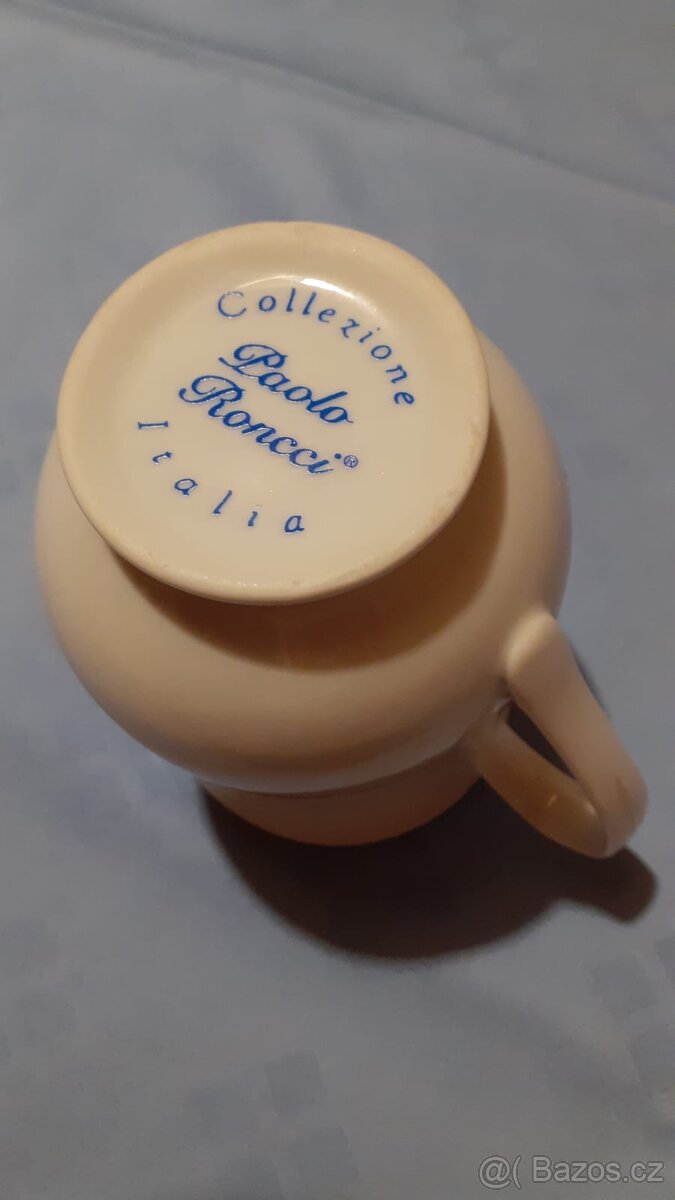 Collezione
Paolo
Roncci®
Italia
@( Bazos.cz